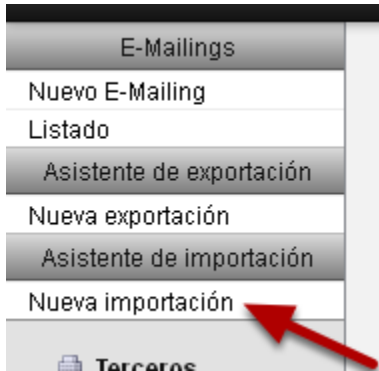 E-Mailings
Nuevo E-Mailing
Listado
Asistente de exportación
Nueva exportación
Asistente de importación
Nueva importación
Terceros